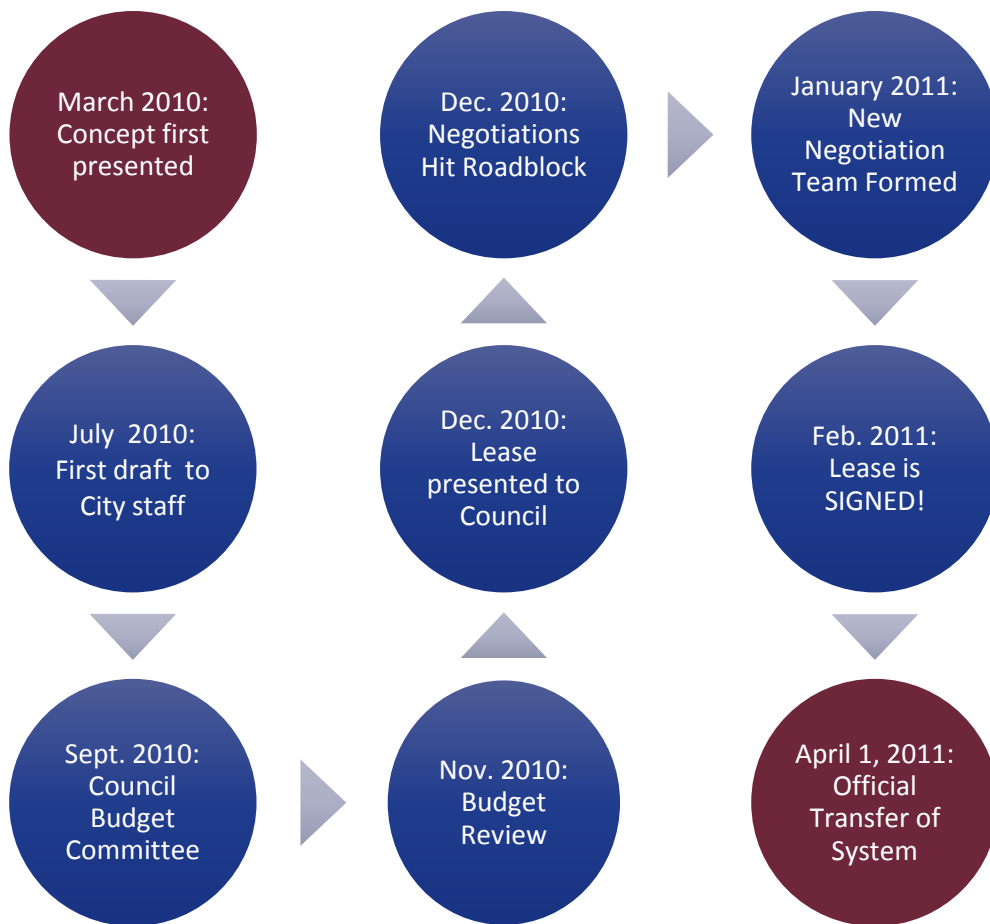 March 2010:
Concept first
presented
July 2010:
First draft to
City staff
Sept. 2010:
Council
Budget
Committee
Nov. 2010:
Budget
Review
Dec. 2010:
Lease
presented to
Council
Dec. 2010:
Negotiations
Hit Roadblock
January 2011:
New
Negotiation
Team Formed
Feb. 2011:
Lease is
SIGNED!
April 1, 2011:
Official
Transfer of
System